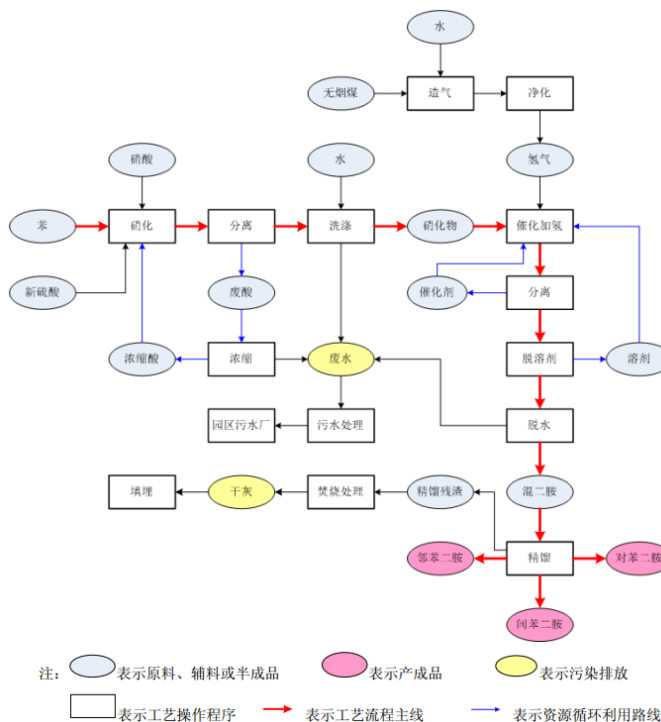 水
无烟煤
造气
净化
硝酸
水
氢气
苯
硝化
分离
洗涤
硝化物
催化加氢
新硫酸
废酸
催化剂
分离
浓缩酸
浓缩
废水
脱溶剂
溶剂
园区污水厂
污水处理
脱水
填埋
干灰
焚烧处理
精馏残渣
混二胺
邻苯二胺
精馏
对苯二胺
间苯二胺
注： 表示原料、辅料或半成品 表示产成品 表示污染排放
表示工艺操作程序 表示工艺流程主线 表示资源循环利用路线